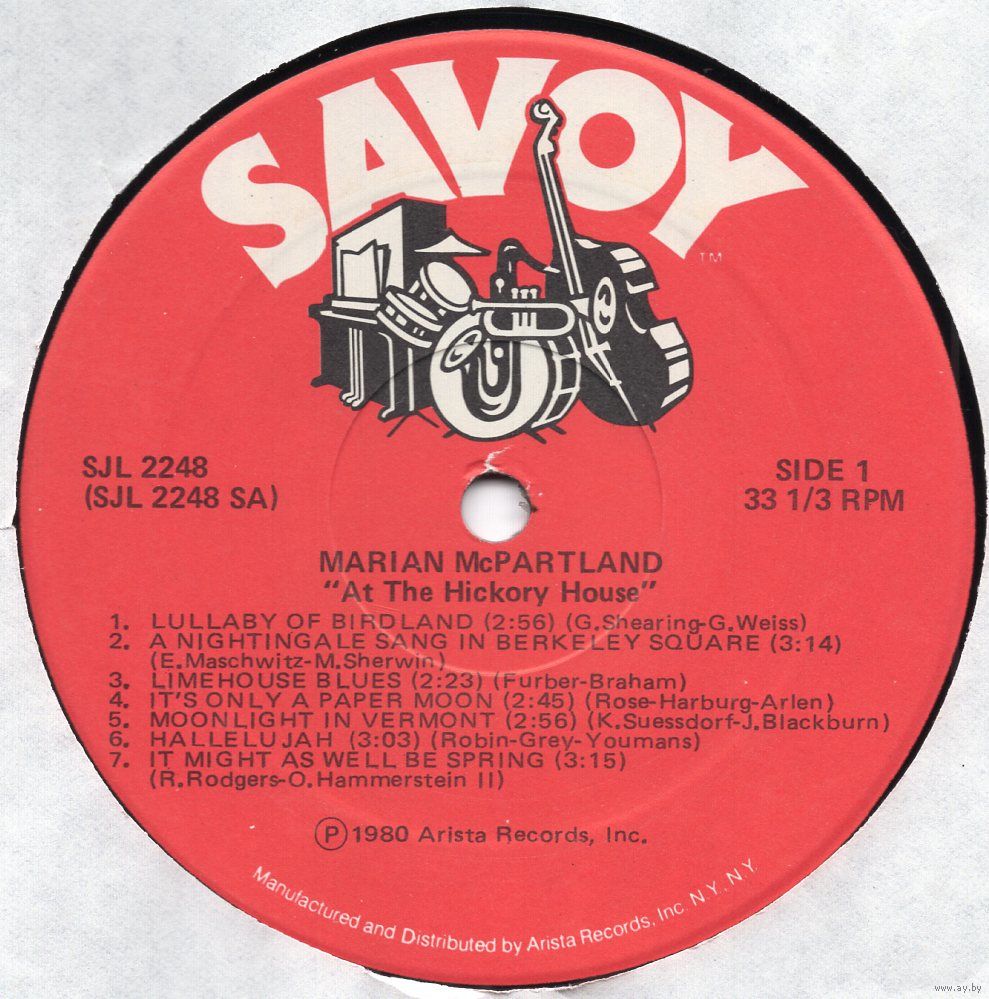 SAVOY
TM
SJL 2248
(SJL 2248 SA)
SIDE 1
33 1/3 RPM
MARIAN McPARTLAND
"At The Hickory House"
1. LULLABY OF BIRDLAND (2:56) (G.Shearing-G.Weiss)
2. A NIGHTINGALE SANG IN BERKELEY SQUARE (3:14)
(E.Maschwitz-M.Sherwin)
3. LIMEHOUSE BLUES (2:23) (Furber-Braham)
4. IT'S ONLY A PAPER MOON (2:45) (Rose-Harburg-Arlen)
5. MOONLIGHT IN VERMONT (2:56) (K.Suessdorf-J.Blackburn)
6. HALLELUJAH (3:03) (Robin-Grey-Youmans)
7. IT MIGHT AS WELL BE SPRING (3:15)
(R.Rodgers-O.Hammerstein II)
Ⓟ1980 Arista Records, Inc.
Manufactured and Distributed by Arista Records, Inc N.Y., N.Y.
www.ay.by